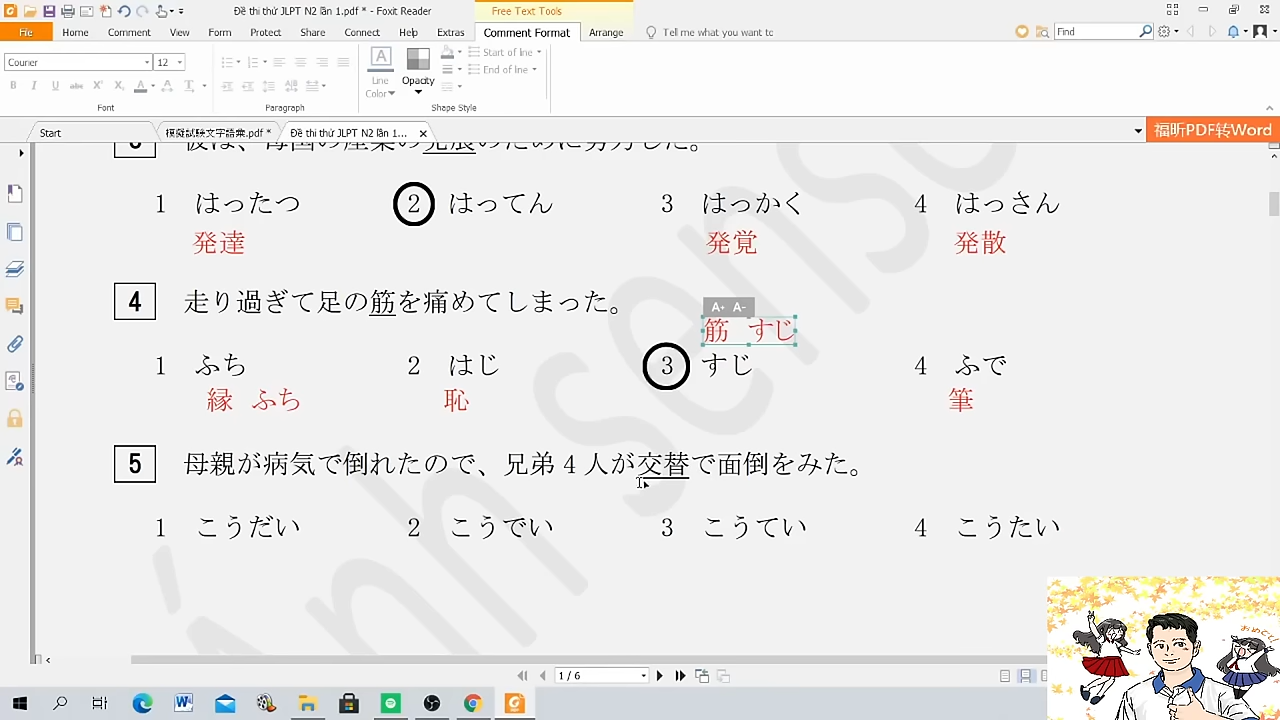 Đề thi thử JLPT N2 lần 1.pdf * - Foxit Reader
Free Text Tools
File Home Comment View Form Protect Share Connect Help Extras Comment Format Arrange Tell me what you want to Find
Courier 12
Line Color Opacity Start of line
End of line
Font Paragraph Shape Style
Start 模擬試験文字語彙.pdf * Đề thi thử JLPT N2 lần 1... 福昕PDF转Word
1 はったつ 2 はってん 3 はっかく 4 はっさん
発達 発覚 発散
4 走り過ぎて足の筋を痛めてしまった。
A+ A-
筋 すじ
1 ふち 2 はじ 3 すじ 4 ふで
縁 ふち 恥 筆
5 母親が病気で倒れたので、兄弟4人が交替で面倒をみた。
1 こうだい 2 こうでい 3 こうてい 4 こうたい
1 / 6